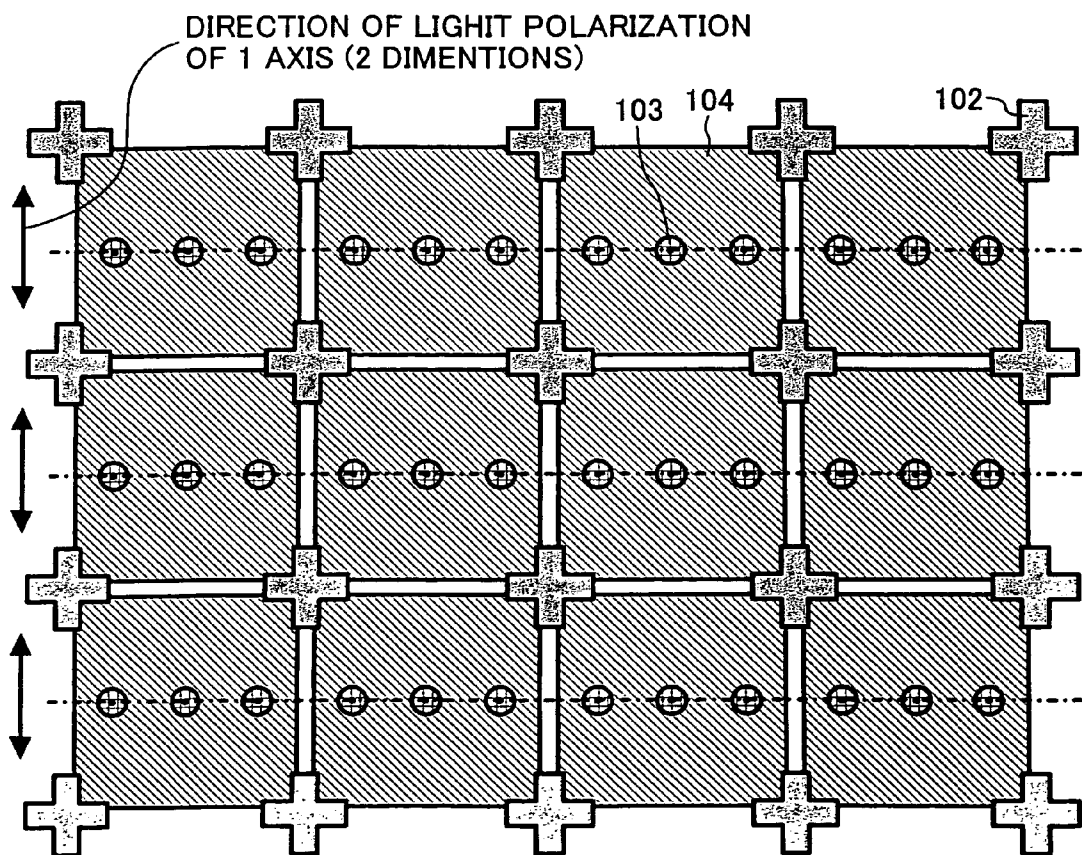 DIRECTION OF LIGHIT POLARIZATION
OF 1 AXIS (2 DIMENTIONS)
103
104
102